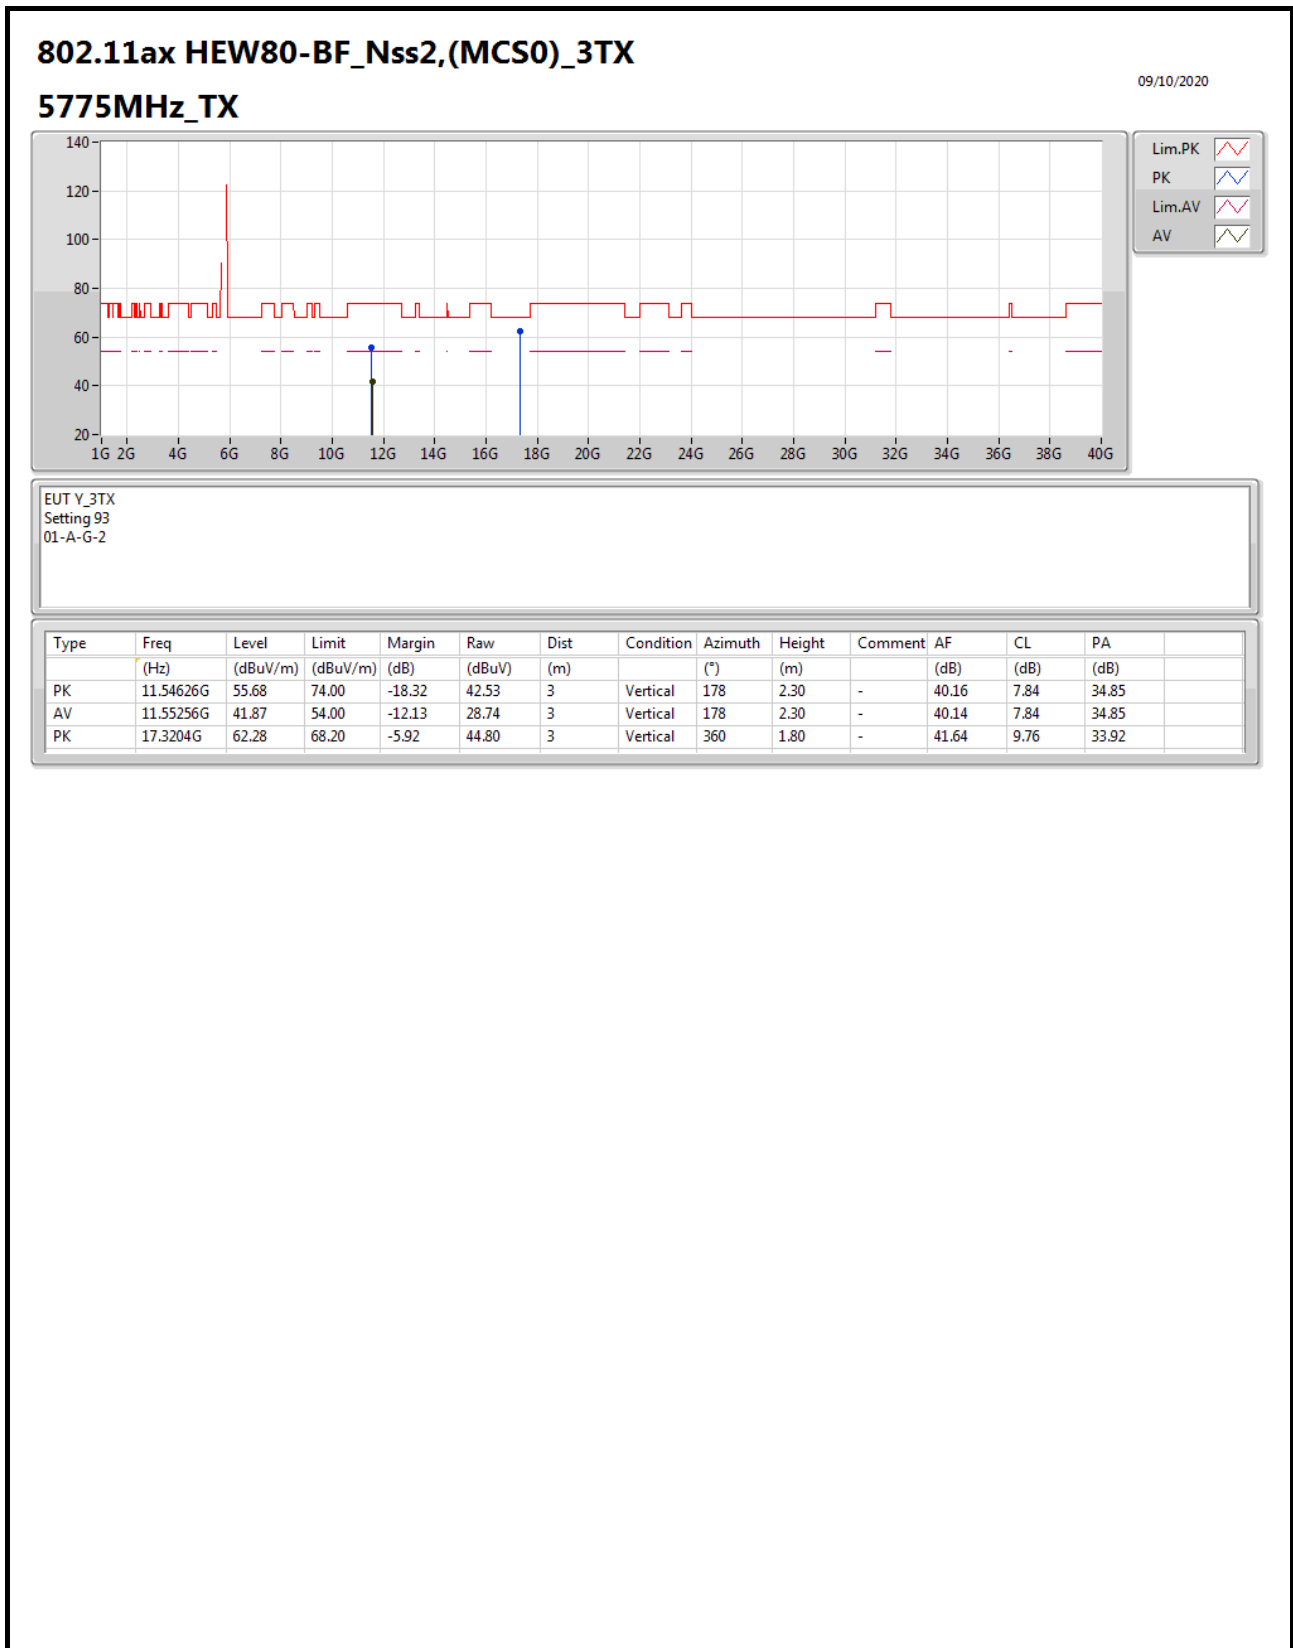 802.11ax HEW80-BF_Nss2,(MCS0)_3TX
09/10/2020
5775MHz_TX
140
120
100
80
60
40
20
1G 2G 4G 6G 8G 10G 12G 14G 16G 18G 20G 22G 24G 26G 28G 30G 32G 34G 36G 38G 40G
Lim.PK
PK
Lim.AV
AV
EUT Y_3TX
Setting 93
01-A-G-2
Type Freq Level Limit Margin Raw Dist Condition Azimuth Height Comment AF CL PA
(Hz) (dBuV/m) (dBuV/m) (dB) (dBuV) (m) (°) (m) (dB) (dB) (dB)
PK 11.54626G 55.68 74.00 -18.32 42.53 3 Vertical 178 2.30 - 40.16 7.84 34.85
AV 11.55256G 41.87 54.00 -12.13 28.74 3 Vertical 178 2.30 - 40.14 7.84 34.85
PK 17.3204G 62.28 68.20 -5.92 44.80 3 Vertical 360 1.80 - 41.64 9.76 33.92